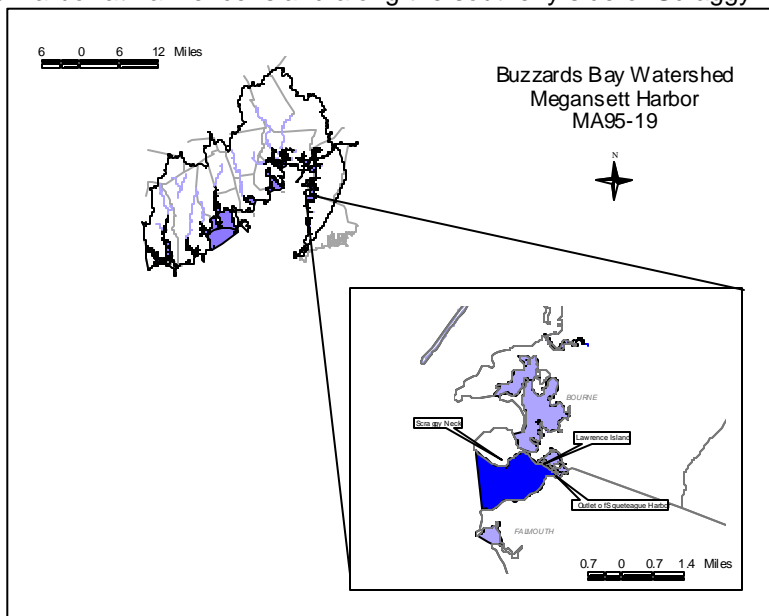 6 0 6 12 Miles
Buzzards Bay Watershed
Megansett Harbor
MA95-19
N
BOURNE
Scraggy Neck
Lawrence Island
Outlet of Squeteague Harbo
FALMOUTH
0.7 0 0.7 1.4 Miles